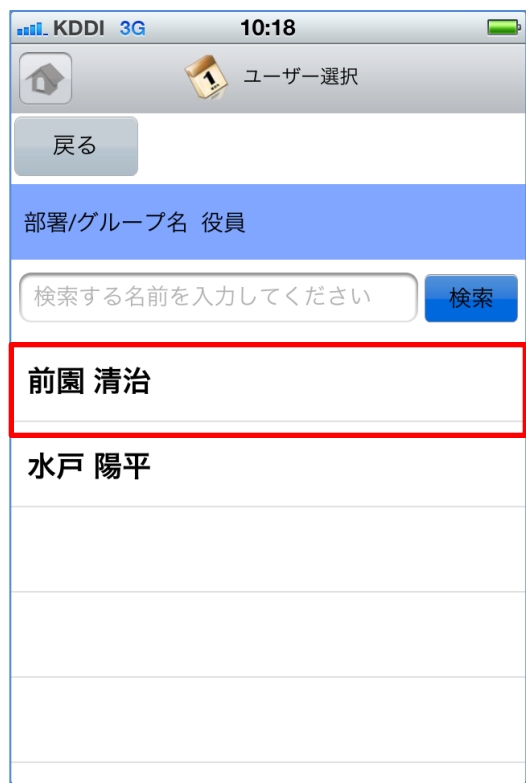 KDDI 3G 10:18
1 ユーザー選択
戻る
部署/グループ名 役員
検索する名前を入力してください 検索
前園 清治
水戸 陽平